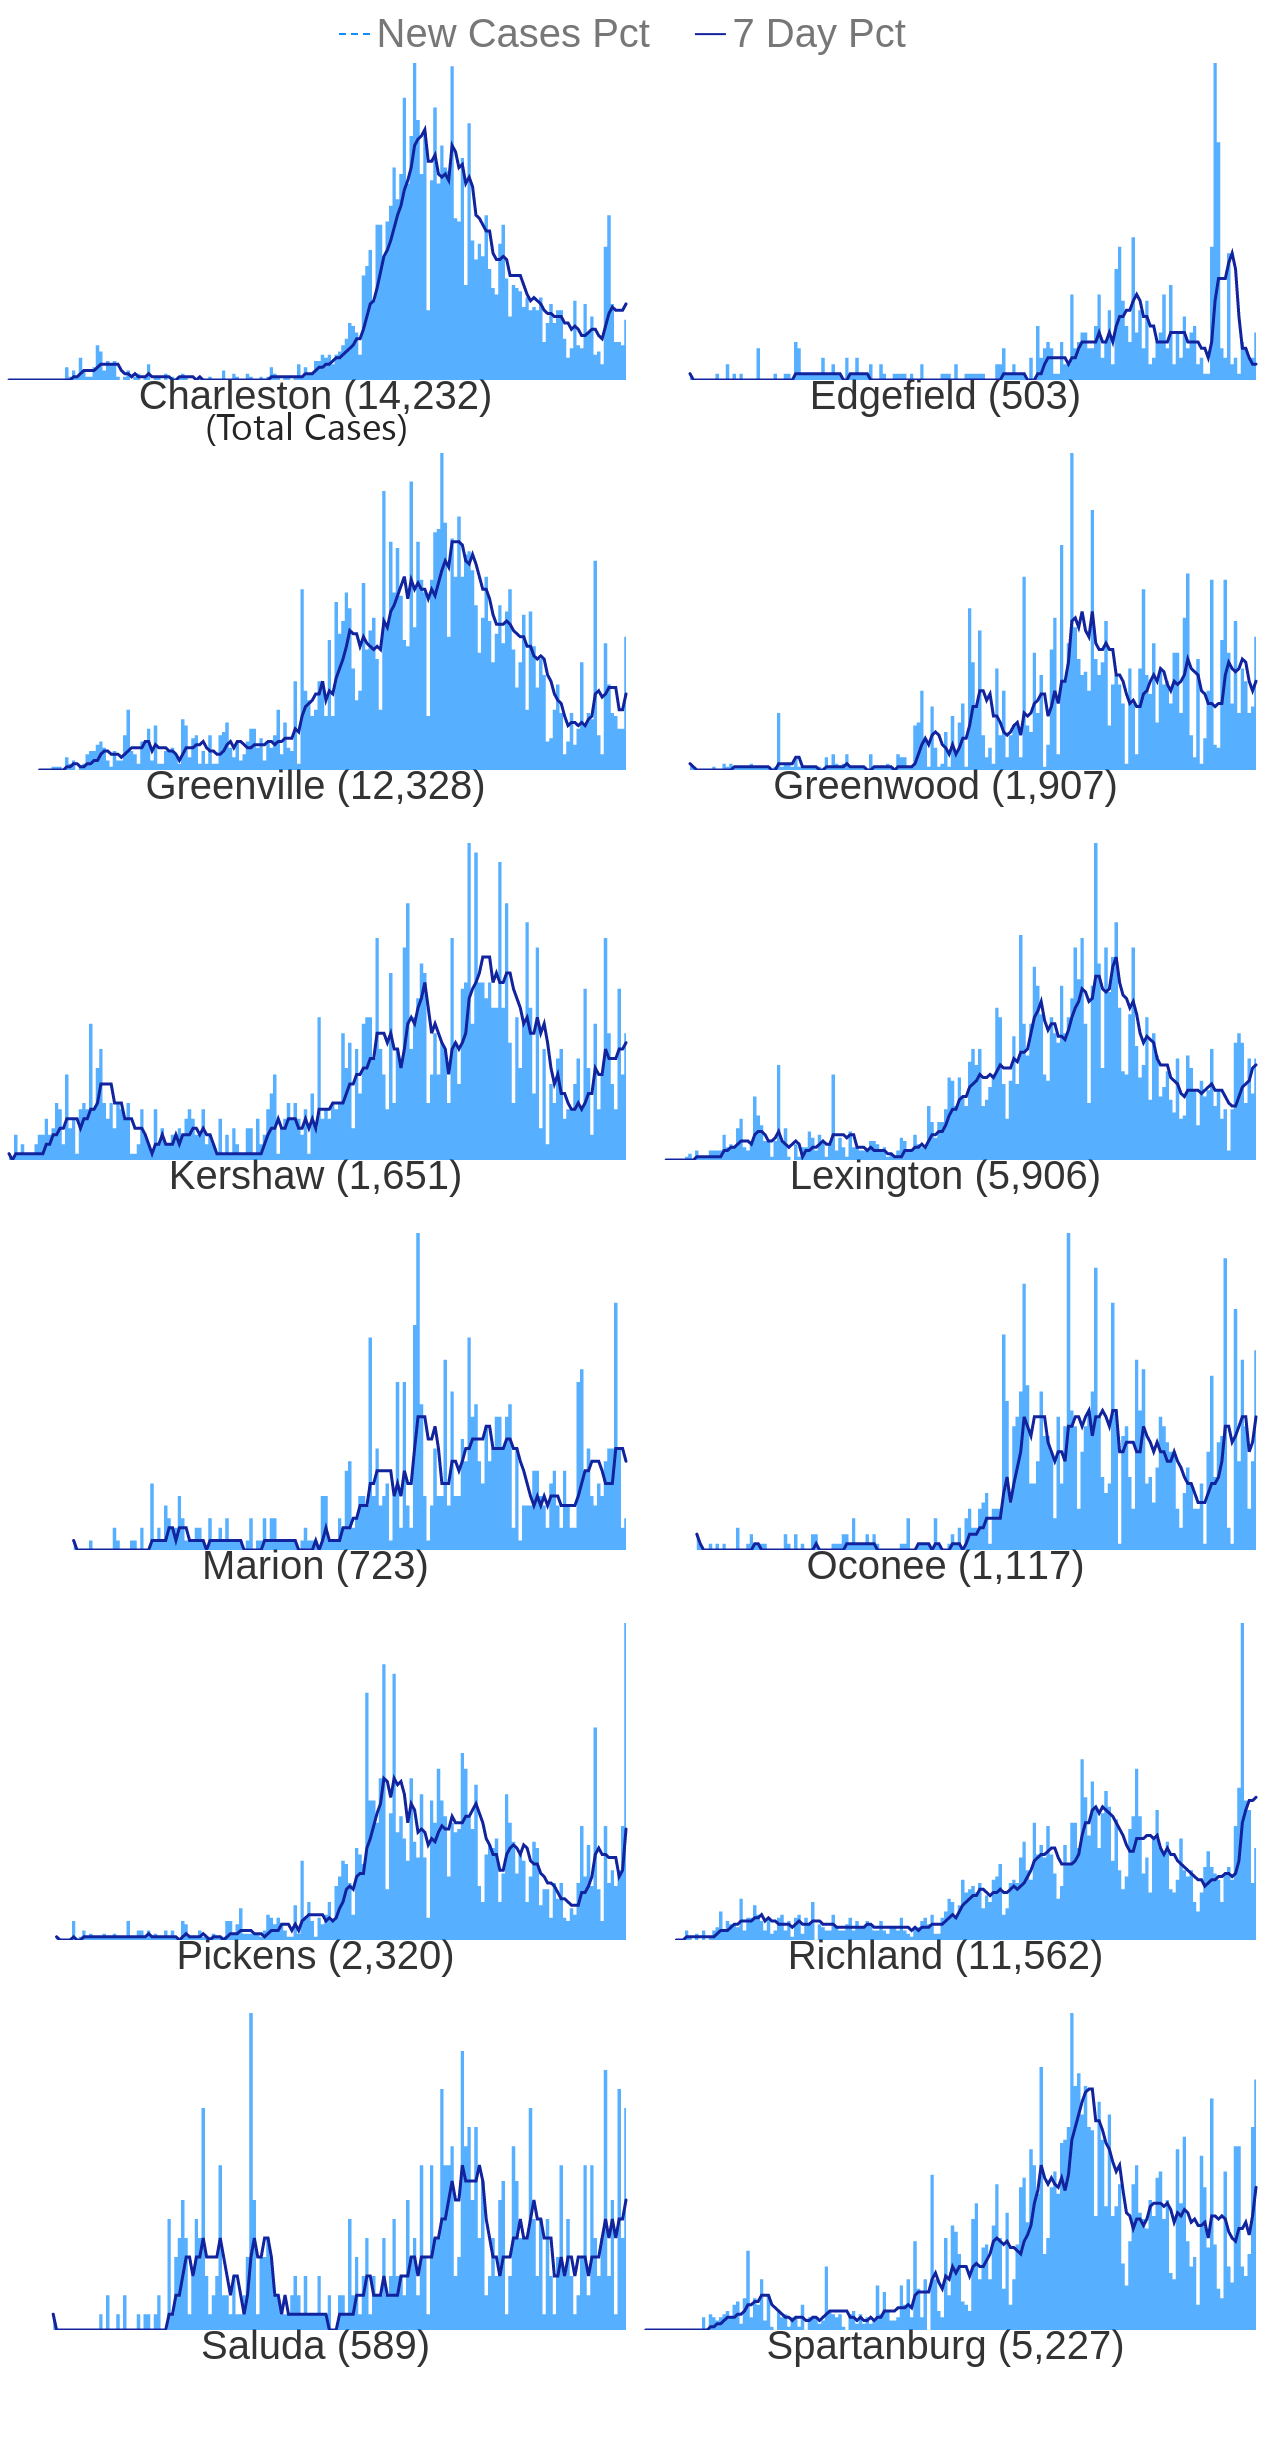 New Cases Pct 7 Day Pct
Charleston (14,232) Edgefield (503)
(Total Cases)
Greenville (12,328) Greenwood (1,907)
Kershaw (1,651) Lexington (5,906)
Marion (723) Oconee (1,117)
Pickens (2,320) Richland (11,562)
Saluda (589) Spartanburg (5,227)